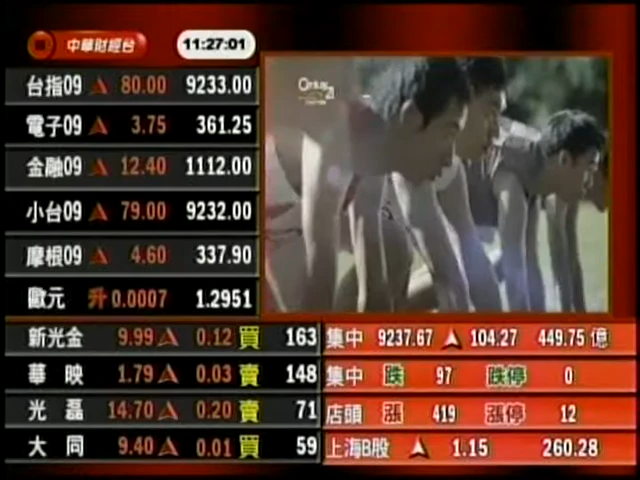 中華財經台 11:27:01
台指09 ▲ 80.00 9233.00
電子09 ▲ 3.75 361.25
金融09 ▲ 12.40 1112.00
小台09 ▲ 79.00 9232.00
摩根09 ▲ 4.60 337.90
歐元 升 0.0007 1.2951
Century 21
新光金 9.99 ▲ 0.12 買 163
華映 1.79 ▲ 0.03 賣 148
光磊 14.70 ▲ 0.20 賣 71
大同 9.40 ▲ 0.01 買 59
集中 9237.67 ▲ 104.27 449.75 億
集中 跌 97 跌停 0
店頭 漲 419 漲停 12
上海B股 ▲ 1.15 260.28